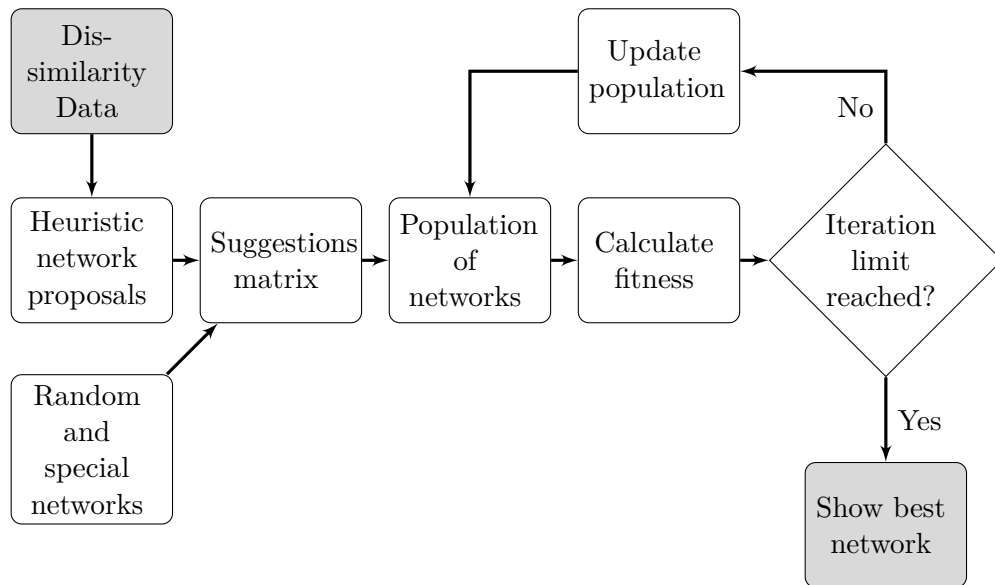 Dis-
similarity
Data
Update
population
No
Heuristic
network
proposals
Suggestions
matrix
Population
of
networks
Calculate
fitness
Iteration
limit
reached?
Random
and
special
networks
Yes
Show best
network